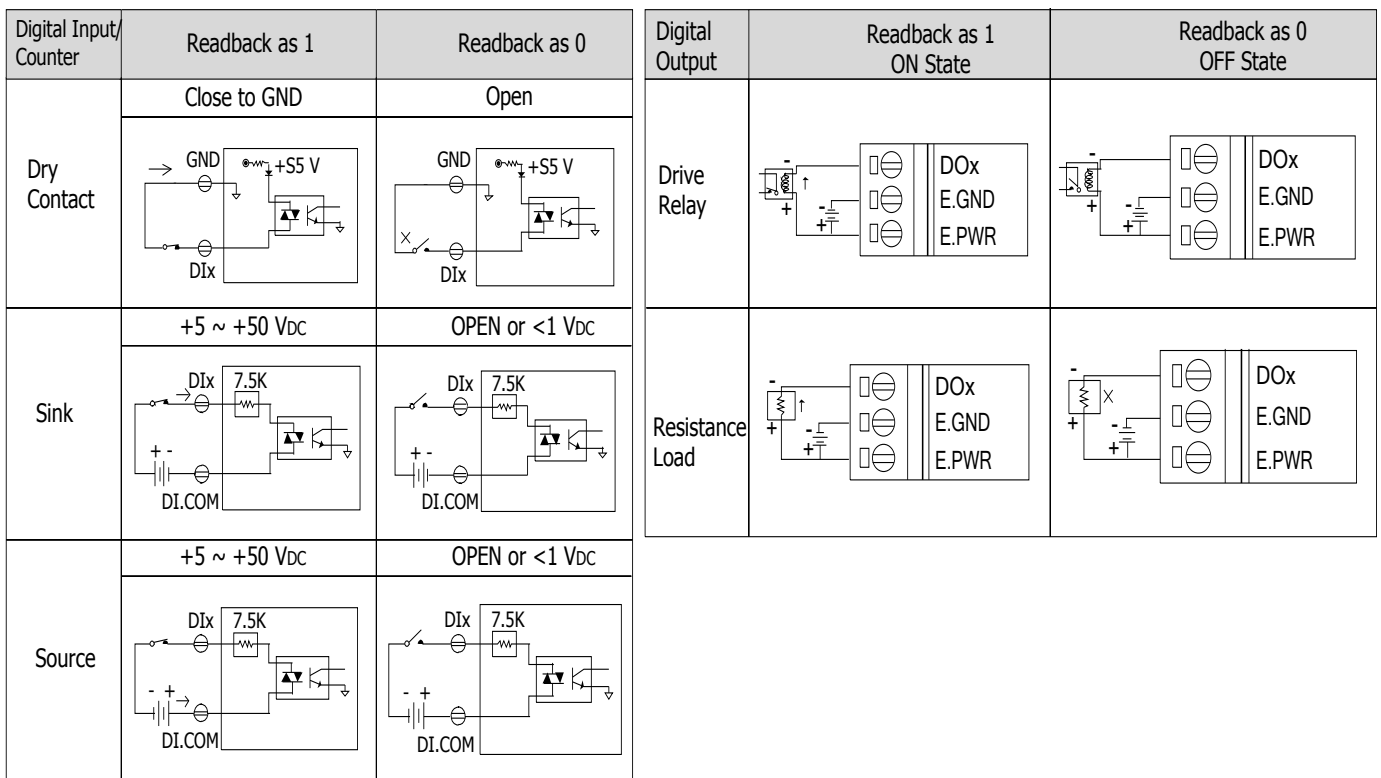 Digital Input/
Counter
Readback as 1
Readback as 0
Dry
Contact
Close to GND
Open
GND
+S5 V
DIx
GND
+S5 V
X
DIx
Sink
+5 ~ +50 VDC
OPEN or <1 VDC
DIx 7.5K
+ -
DI.COM
DIx 7.5K
+ -
DI.COM
Source
+5 ~ +50 VDC
OPEN or <1 VDC
DIx 7.5K
- +
DI.COM
DIx 7.5K
- +
DI.COM
Digital
Output
Readback as 1
ON State
Readback as 0
OFF State
Drive
Relay
-
+
-
+
DOx
E.GND
E.PWR
-
+
-
+
DOx
E.GND
E.PWR
Resistance
Load
-
+
-
+
DOx
E.GND
E.PWR
-
X
+
-
+
DOx
E.GND
E.PWR